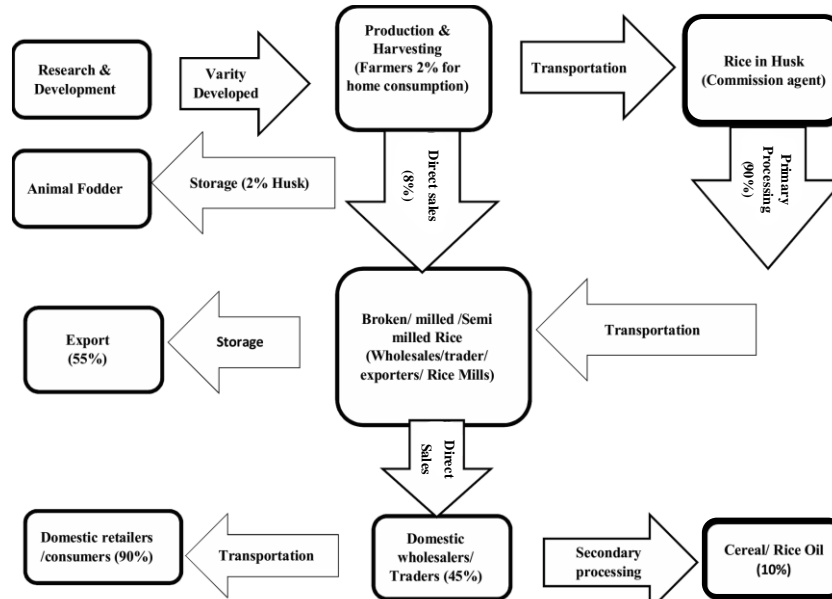 Research &
Development
Varity
Developed
Production &
Harvesting
(Farmers 2% for
home consumption)
Transportation
Rice in Husk
(Commission agent)
Animal Fodder
Storage (2% Husk)
Direct sales
(8%)
Primary
Processing
(90%)
Export
(55%)
Storage
Broken/ milled /Semi
milled Rice
(Wholesales/trader/
exporters/ Rice Mills)
Transportation
Direct
Sales
Domestic retailers
/consumers (90%)
Transportation
Domestic
wholesalers/
Traders (45%)
Secondary
processing
Cereal/ Rice Oil
(10%)